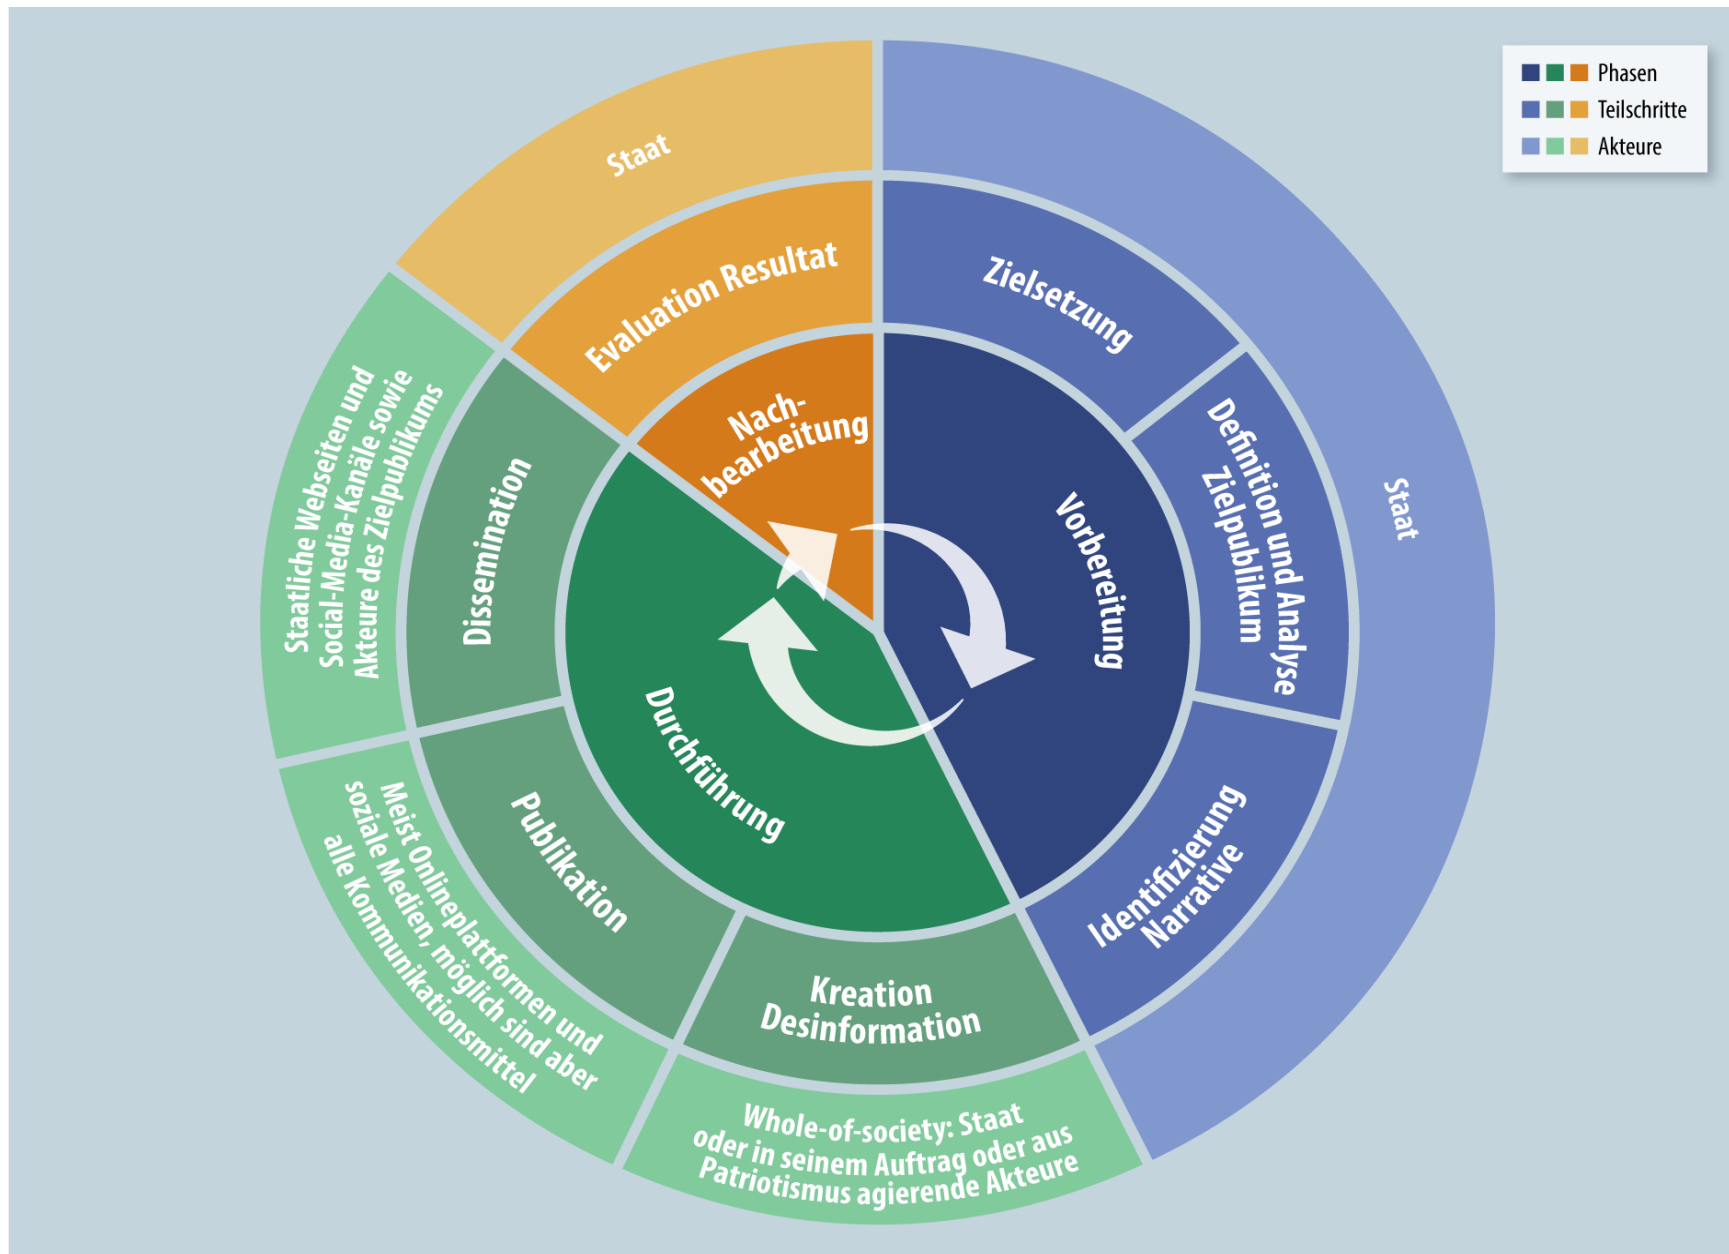 Phasen
Teilschritte
Akteure
Staat
Zielsetzung
Definition und Analyse
Zielpublikum
Identifizierung
Narrative
Vorbereitung
Staat
Evaluation Resultat
Nach-
bearbeitung
Durchführung
Kreation
Desinformation
Whole-of-society: Staat
oder in seinem Auftrag oder aus
Patriotismus agierende Akteure
Publikation
Meist Onlineplattformen und
soziale Medien, möglich sind aber
alle Kommunikationsmittel
Dissemination
Staatliche Webseiten und
Social-Media-Kanäle sowie
Akteure des Zielpublikums